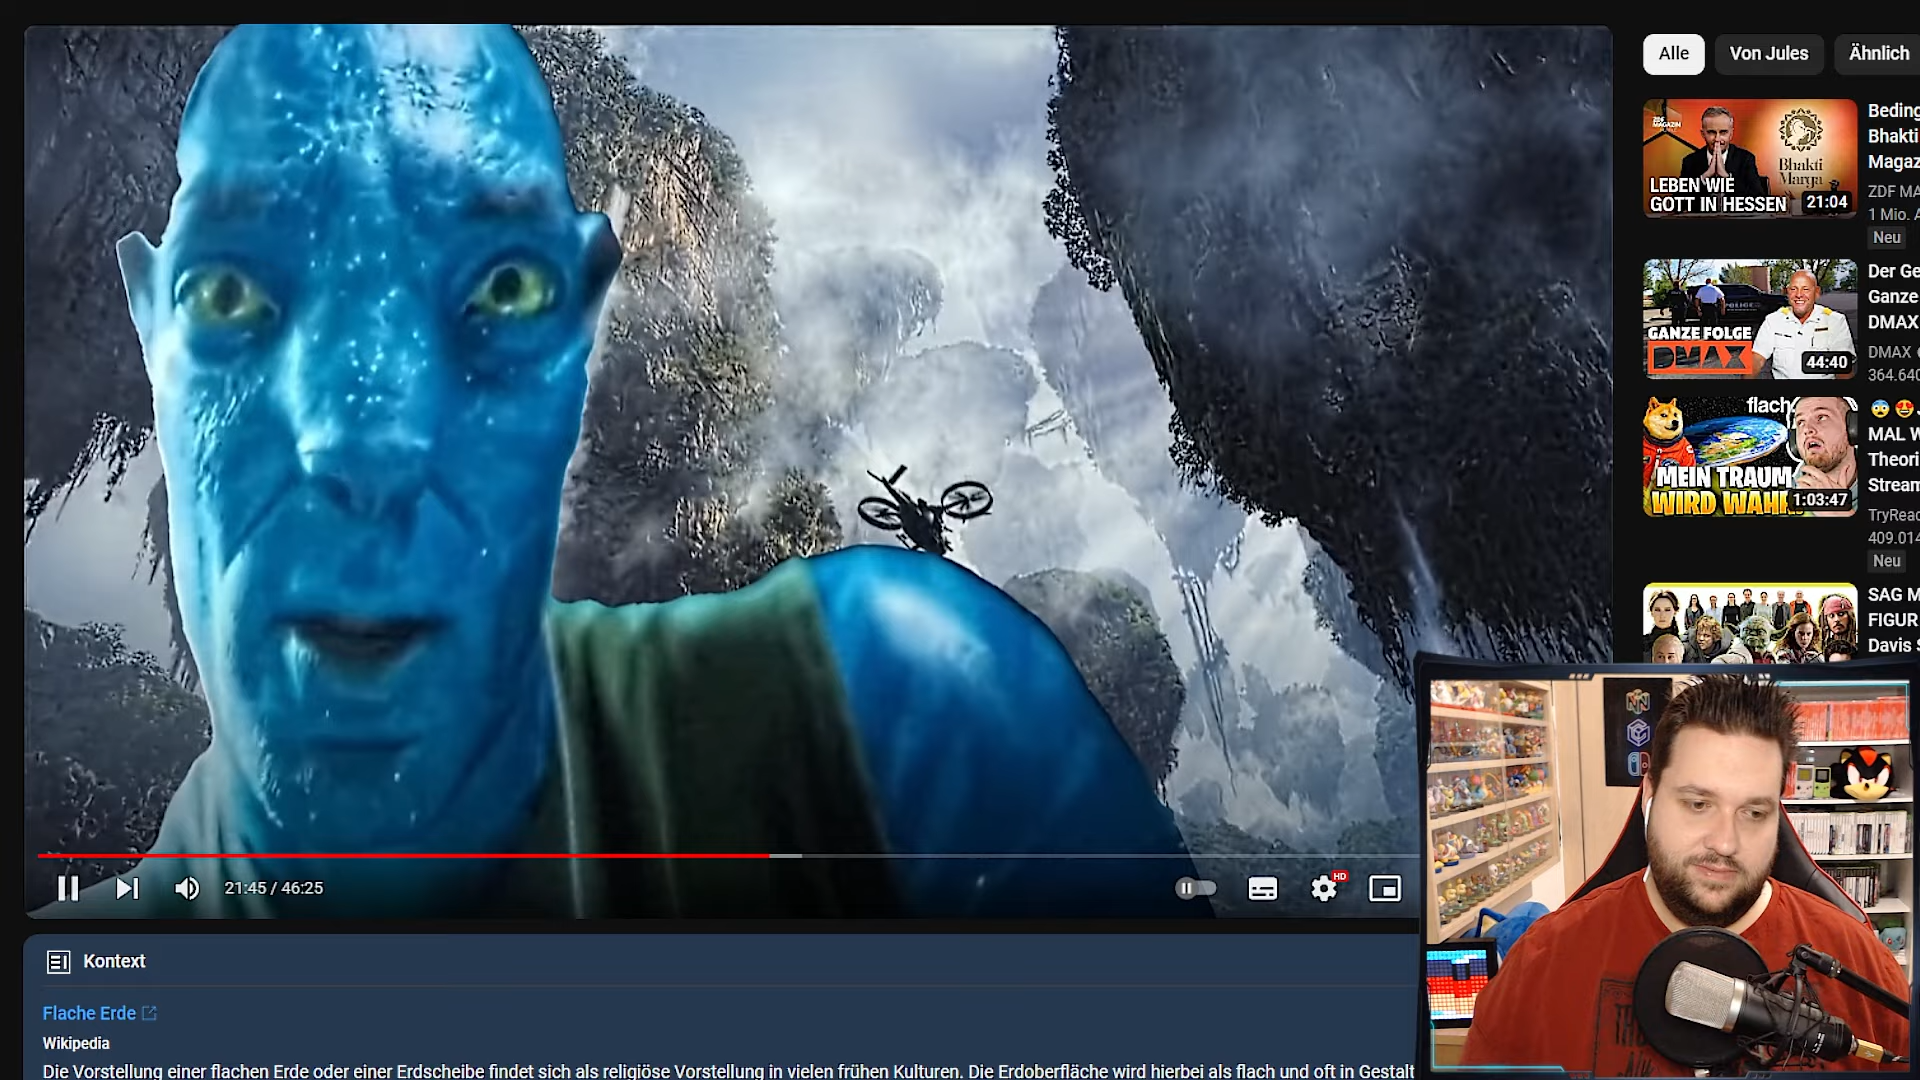 Alle
Von Jules
Ähnlich
LEBEN WIE
GOTT IN HESSEN
Bhakti
Marga
21:04
Beding
Bhakti
Magaz
ZDF MA
1 Mio. A
Neu
GANZE FOLGE
DMAX
44:40
Der Ge
Ganze
DMAX
DMAX
364.640
flach
MEIN TRAUM
WIRD WAHR
1:03:47
MAL W
Theori
Stream
TryRead
409.014
Neu
SAG M
FIGUR
Davis S
21:45 / 46:25
HD
Kontext
Flache Erde
Wikipedia
Die Vorstellung einer flachen Erde oder einer Erdscheibe findet sich als religiöse Vorstellung in vielen frühen Kulturen. Die Erdoberfläche wird hierbei als flach und oft in Gestalt